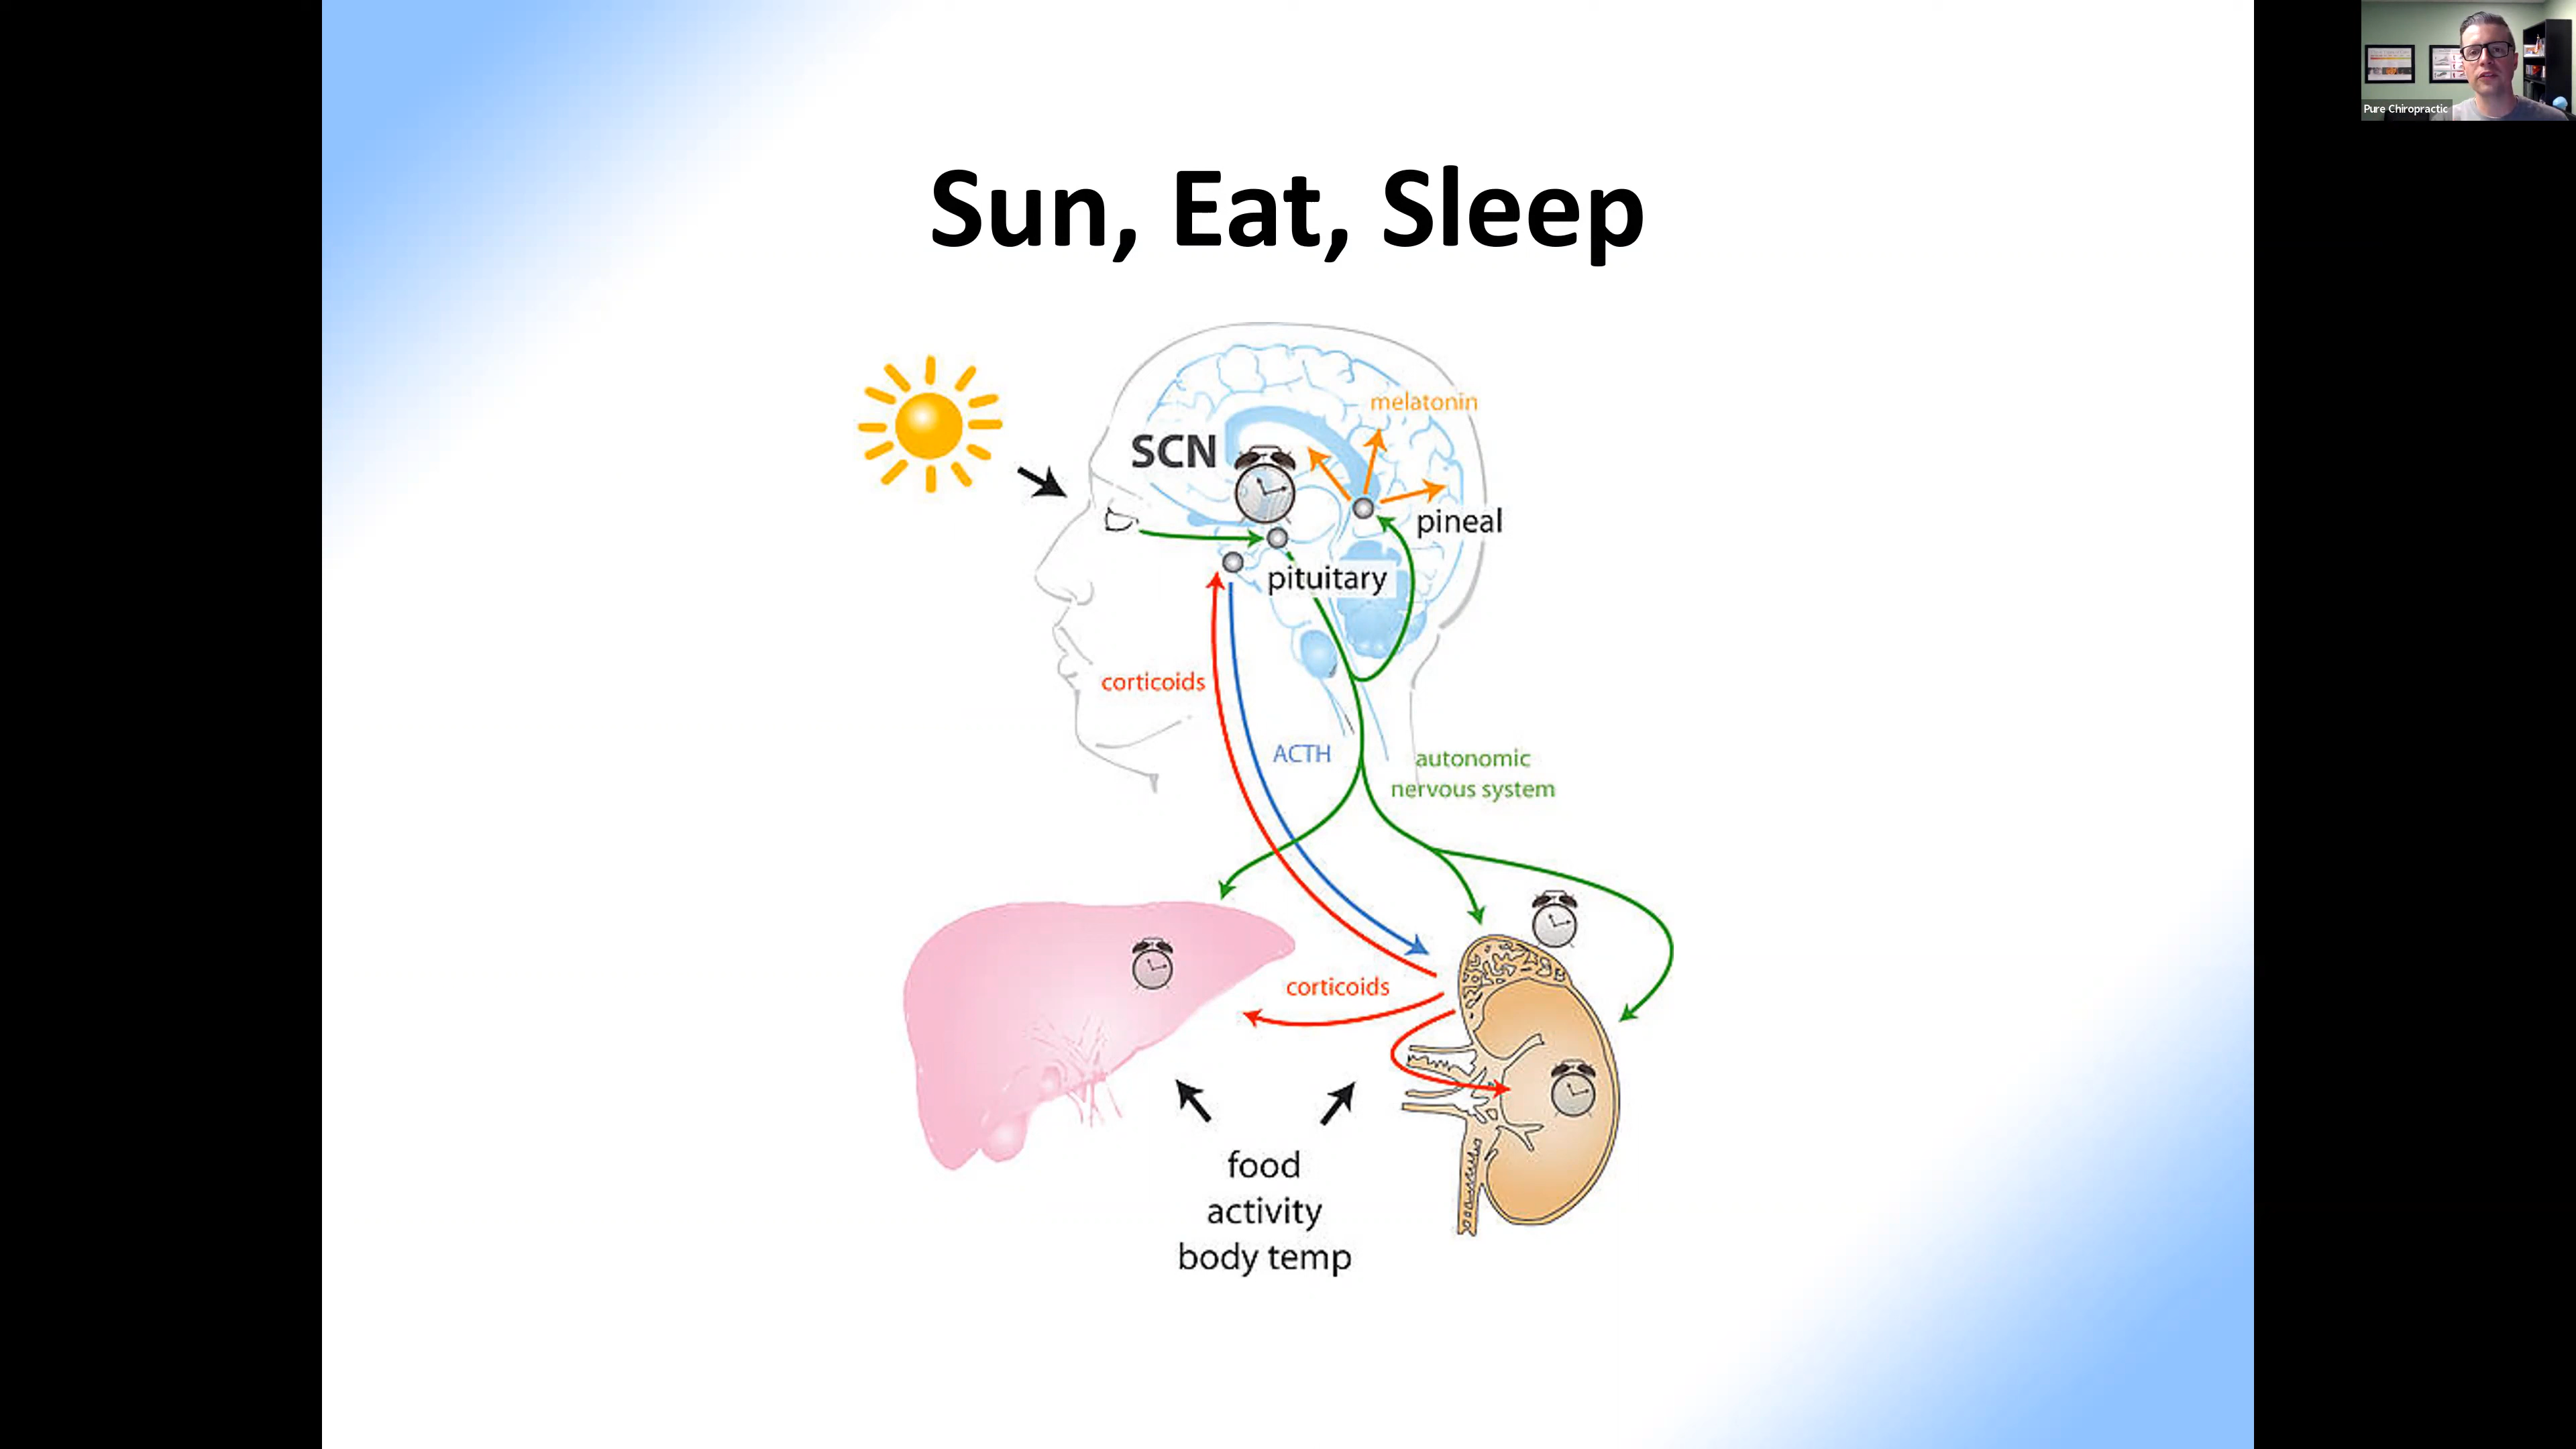 Sun, Eat, Sleep
Pure Chiropractic
melatonin
SCN
pineal
pituitary
corticoids
ACTH
autonomic
nervous system
corticoids
food
activity
body temp